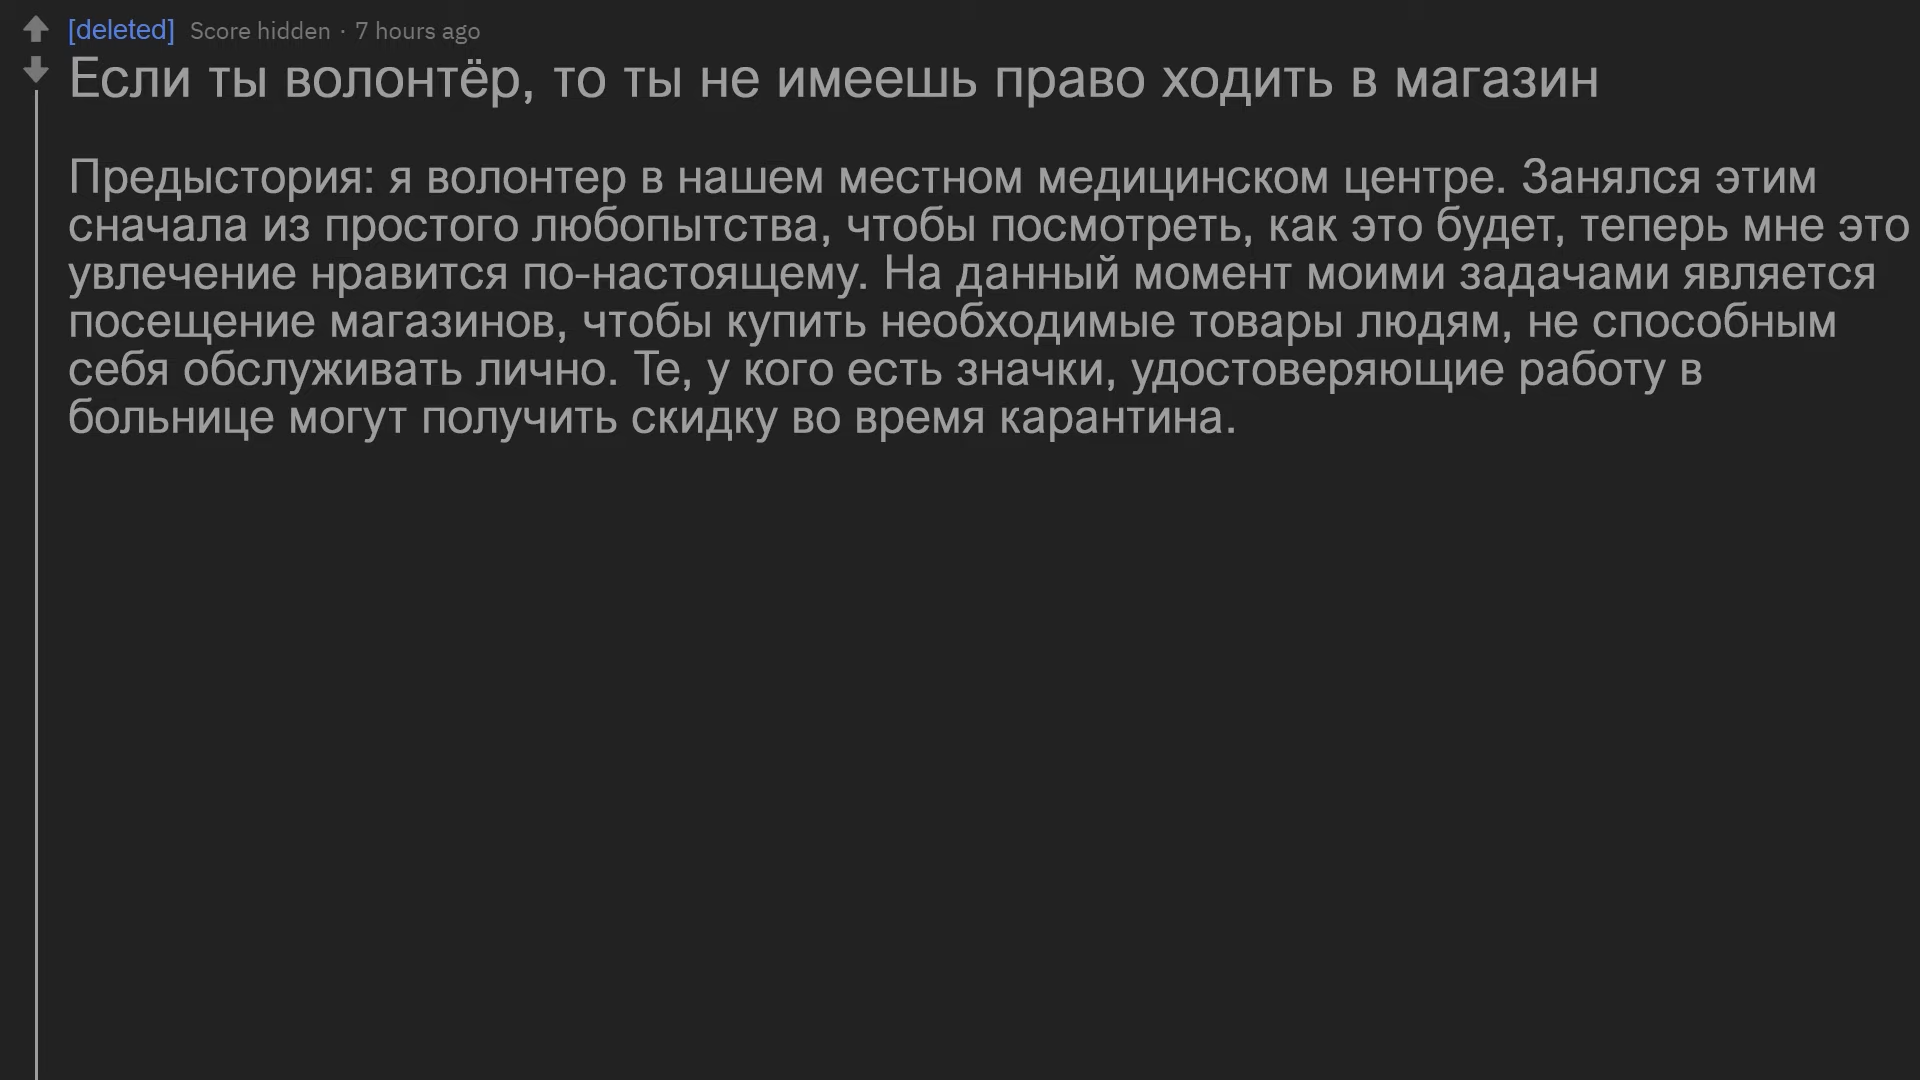 [deleted] Score hidden · 7 hours ago
Если ты волонтёр, то ты не имеешь право ходить в магазин
Предыстория: я волонтер в нашем местном медицинском центре. Занялся этим
сначала из простого любопытства, чтобы посмотреть, как это будет, теперь мне это
увлечение нравится по-настоящему. На данный момент моими задачами является
посещение магазинов, чтобы купить необходимые товары людям, не способным
себя обслуживать лично. Те, у кого есть значки, удостоверяющие работу в
больнице могут получить скидку во время карантина.